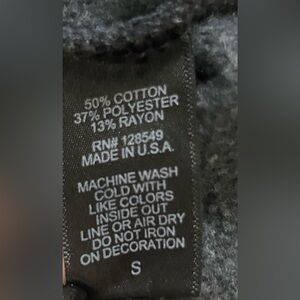 50% COTTON
37% POLYESTER
13% RAYON
RN# 128549
MADE IN U.S.A.
MACHINE WASH
COLD WITH
LIKE COLORS
INSIDE OUT
LINE OR AIR DRY
DO NOT IRON
ON DECORATION
S